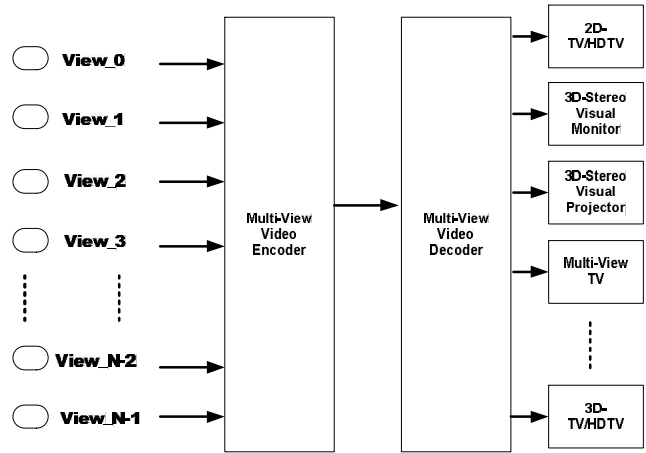 View_0
View_1
View_2
View_3
View_N-2
View_N-1
Multi-View
Video
Encoder
Multi-View
Video
Decoder
2D-
TV/HDTV
3D-Stereo
Visual
Monitor
3D-Stereo
Visual
Projector
Multi-View
TV
3D-
TV/HDTV